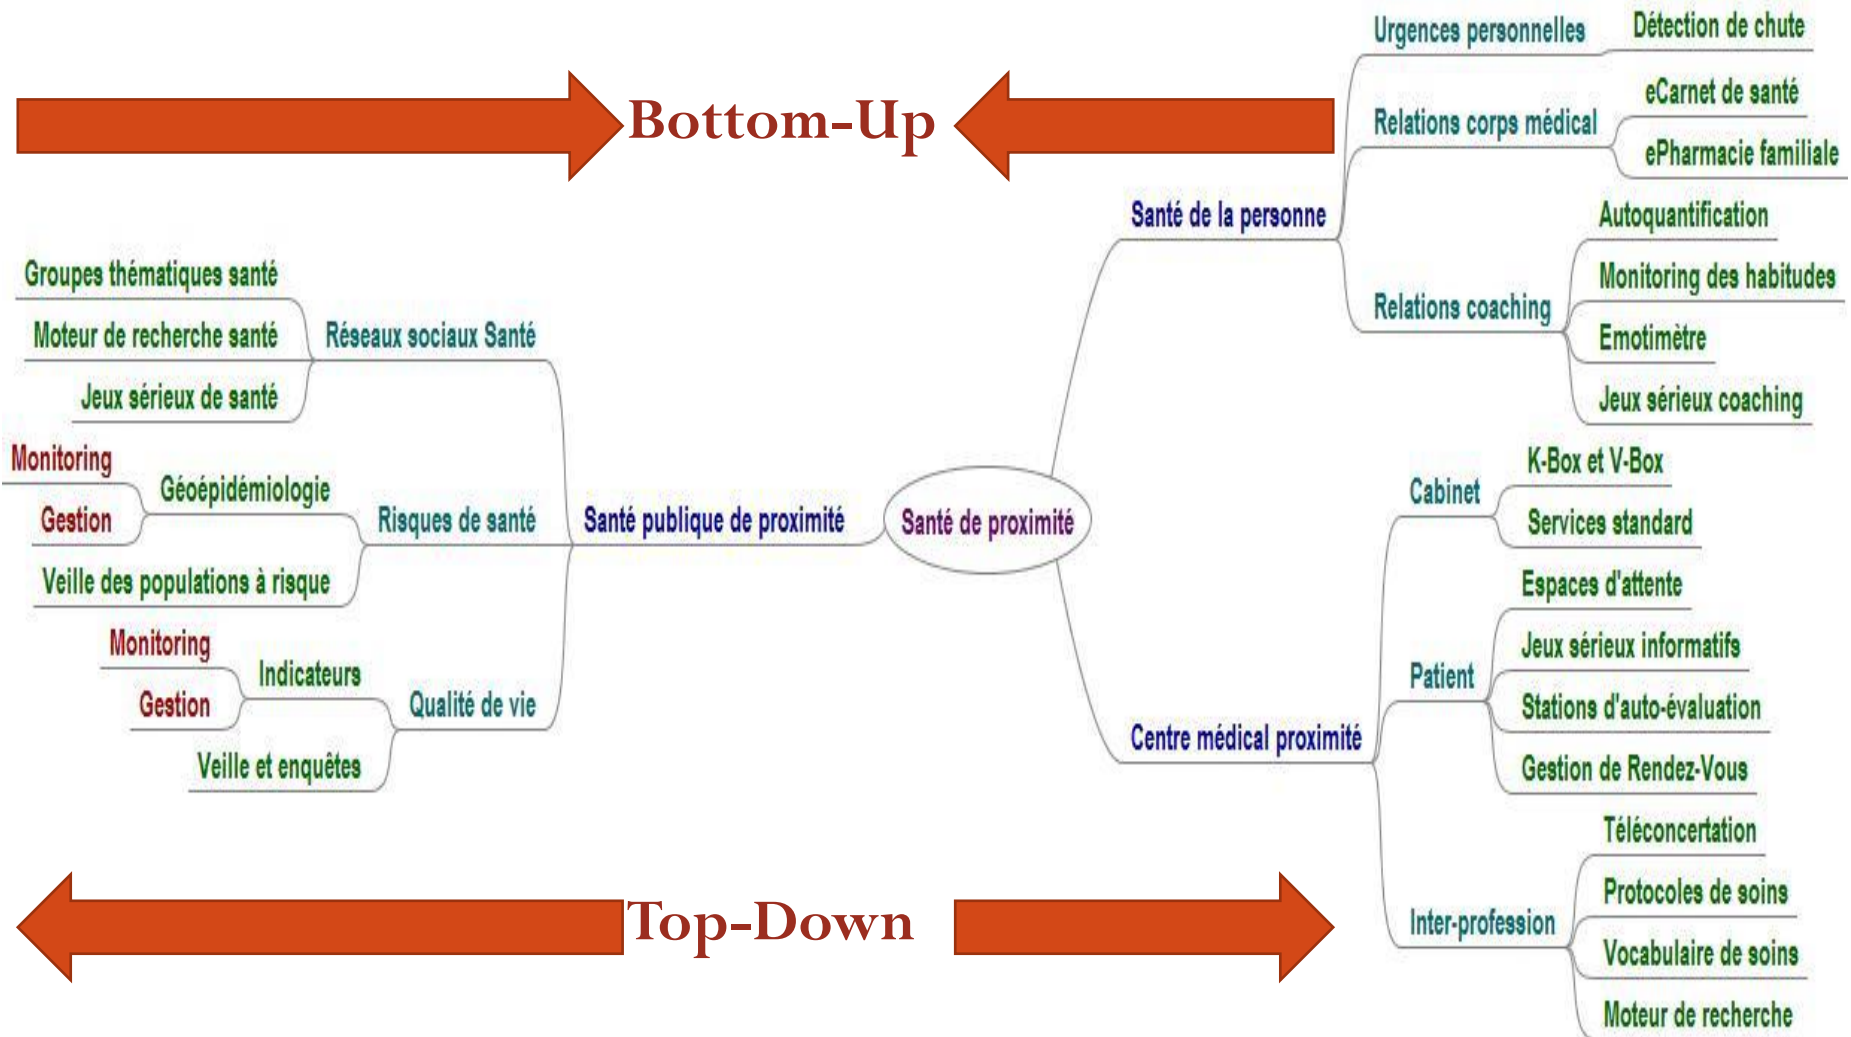 Bottom-Up
Urgences personnelles
Détection de chute
Relations corps médical
eCarnet de santé
ePharmacie familiale
Santé de la personne
Relations coaching
Autoquantification
Monitoring des habitudes
Emotimètre
Jeux sérieux coaching
Groupes thématiques santé
Moteur de recherche santé
Jeux sérieux de santé
Réseaux sociaux Santé
Monitoring
Gestion
Géoépidémiologie
Veille des populations à risque
Risques de santé
Santé publique de proximité
Santé de proximité
Monitoring
Gestion
Indicateurs
Veille et enquêtes
Qualité de vie
Centre médical proximité
Cabinet
K-Box et V-Box
Services standard
Patient
Espaces d'attente
Jeux sérieux informatifs
Stations d'auto-évaluation
Gestion de Rendez-Vous
Inter-profession
Téléconcertation
Protocoles de soins
Vocabulaire de soins
Moteur de recherche
Top-Down